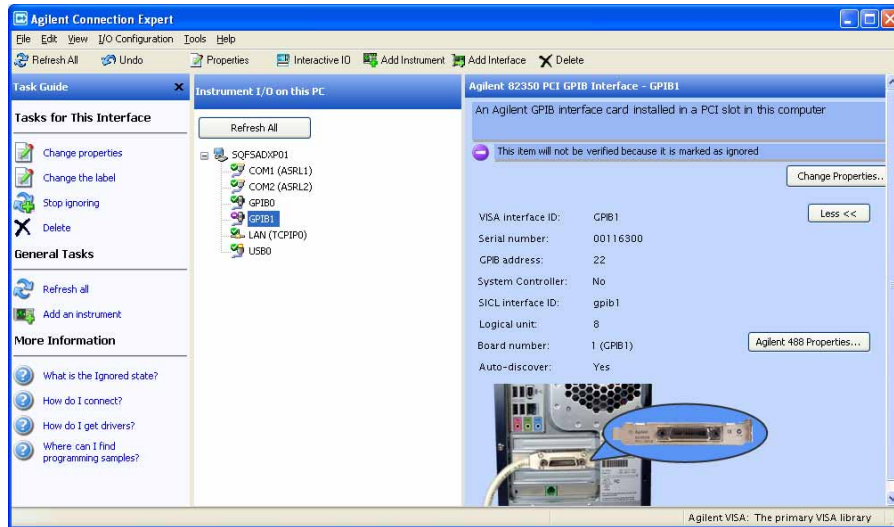 Agilent Connection Expert
File Edit View I/O Configuration Tools Help
Refresh All Undo Properties Interactive IO Add Instrument Add Interface Delete
Task Guide
Tasks for This Interface
Change properties
Change the label
Stop ignoring
Delete
General Tasks
Refresh all
Add an instrument
More Information
What is the Ignored state?
How do I connect?
How do I get drivers?
Where can I find
programming samples?
Instrument I/O on this PC
Refresh All
SQFSADXP01
COM1 (ASRL1)
COM2 (ASRL2)
GPIB0
GPIB1
LAN (TCPIP0)
USB0
Agilent 82350 PCI GPIB Interface - GPIB1
An Agilent GPIB interface card installed in a PCI slot in this computer
This item will not be verified because it is marked as ignored
Change Properties..
Less <<
VISA interface ID: GPIB1
Serial number: 00116300
GPIB address: 22
System Controller: No
SICL interface ID: gpib1
Logical unit: 8
Board number: 1 (GPIB1)
Agilent 488 Properties...
Auto-discover: Yes
Agilent VISA: The primary VISA library